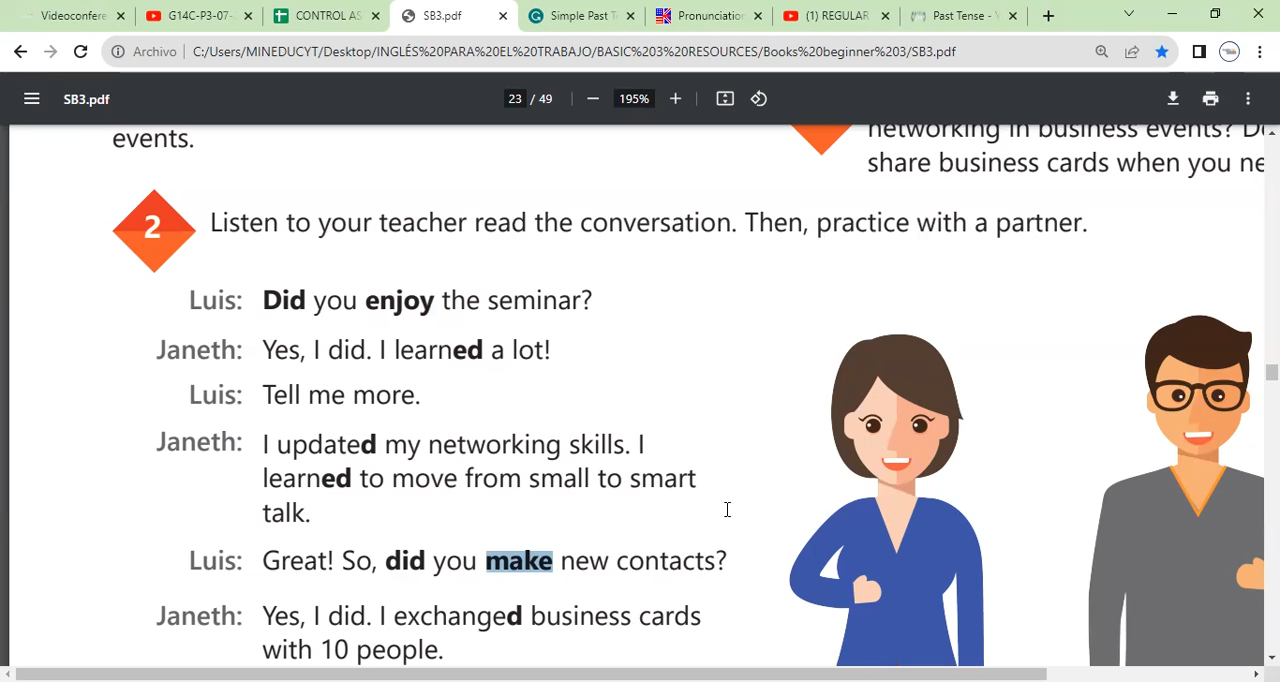 Videoconfere
G14C-P3-07-
CONTROL AS
SB3.pdf
Simple Past T
Pronunciation
(1) REGULAR
Past Tense - 
Archivo
C:/Users/MINEDUCYT/Desktop/INGLÉS%20PARA%20EL%20TRABAJO/BASIC%203%20RESOURCES/Books%20beginner%203/SB3.pdf
SB3.pdf
23 / 49
195%
events.
networking in business events? Do
share business cards when you ne
2
Listen to your teacher read the conversation. Then, practice with a partner.
Luis: Did you enjoy the seminar?
Janeth: Yes, I did. I learned a lot!
Luis: Tell me more.
Janeth: I updated my networking skills. I
learned to move from small to smart
talk.
Luis: Great! So, did you make new contacts?
Janeth: Yes, I did. I exchanged business cards
with 10 people.